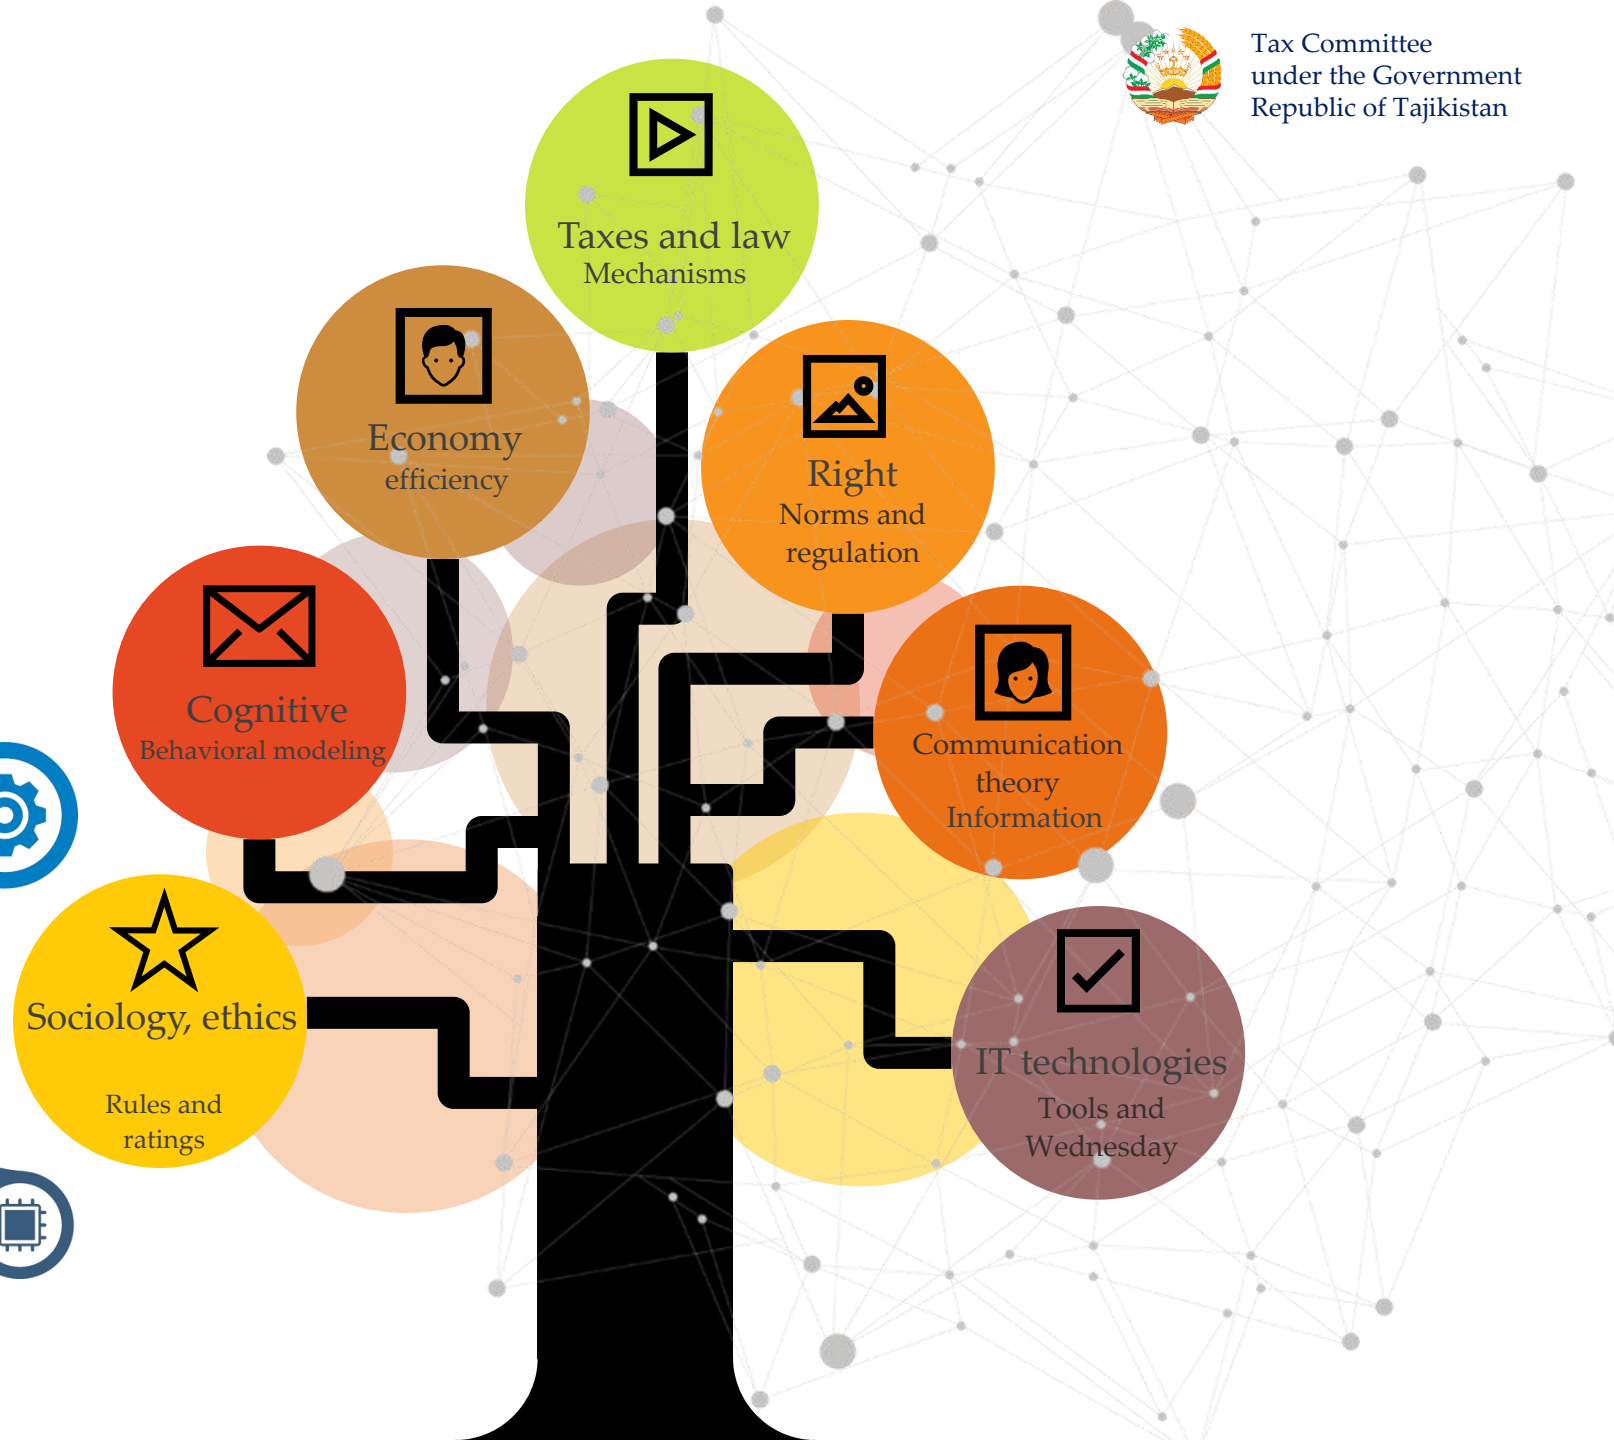 Tax Committee
under the Government
Republic of Tajikistan
Taxes and law
Mechanisms
Economy
efficiency
Right
Norms and
regulation
Cognitive
Behavioral modeling
Communication
theory
Information
Sociology, ethics
Rules and
ratings
IT technologies
Tools and
Wednesday